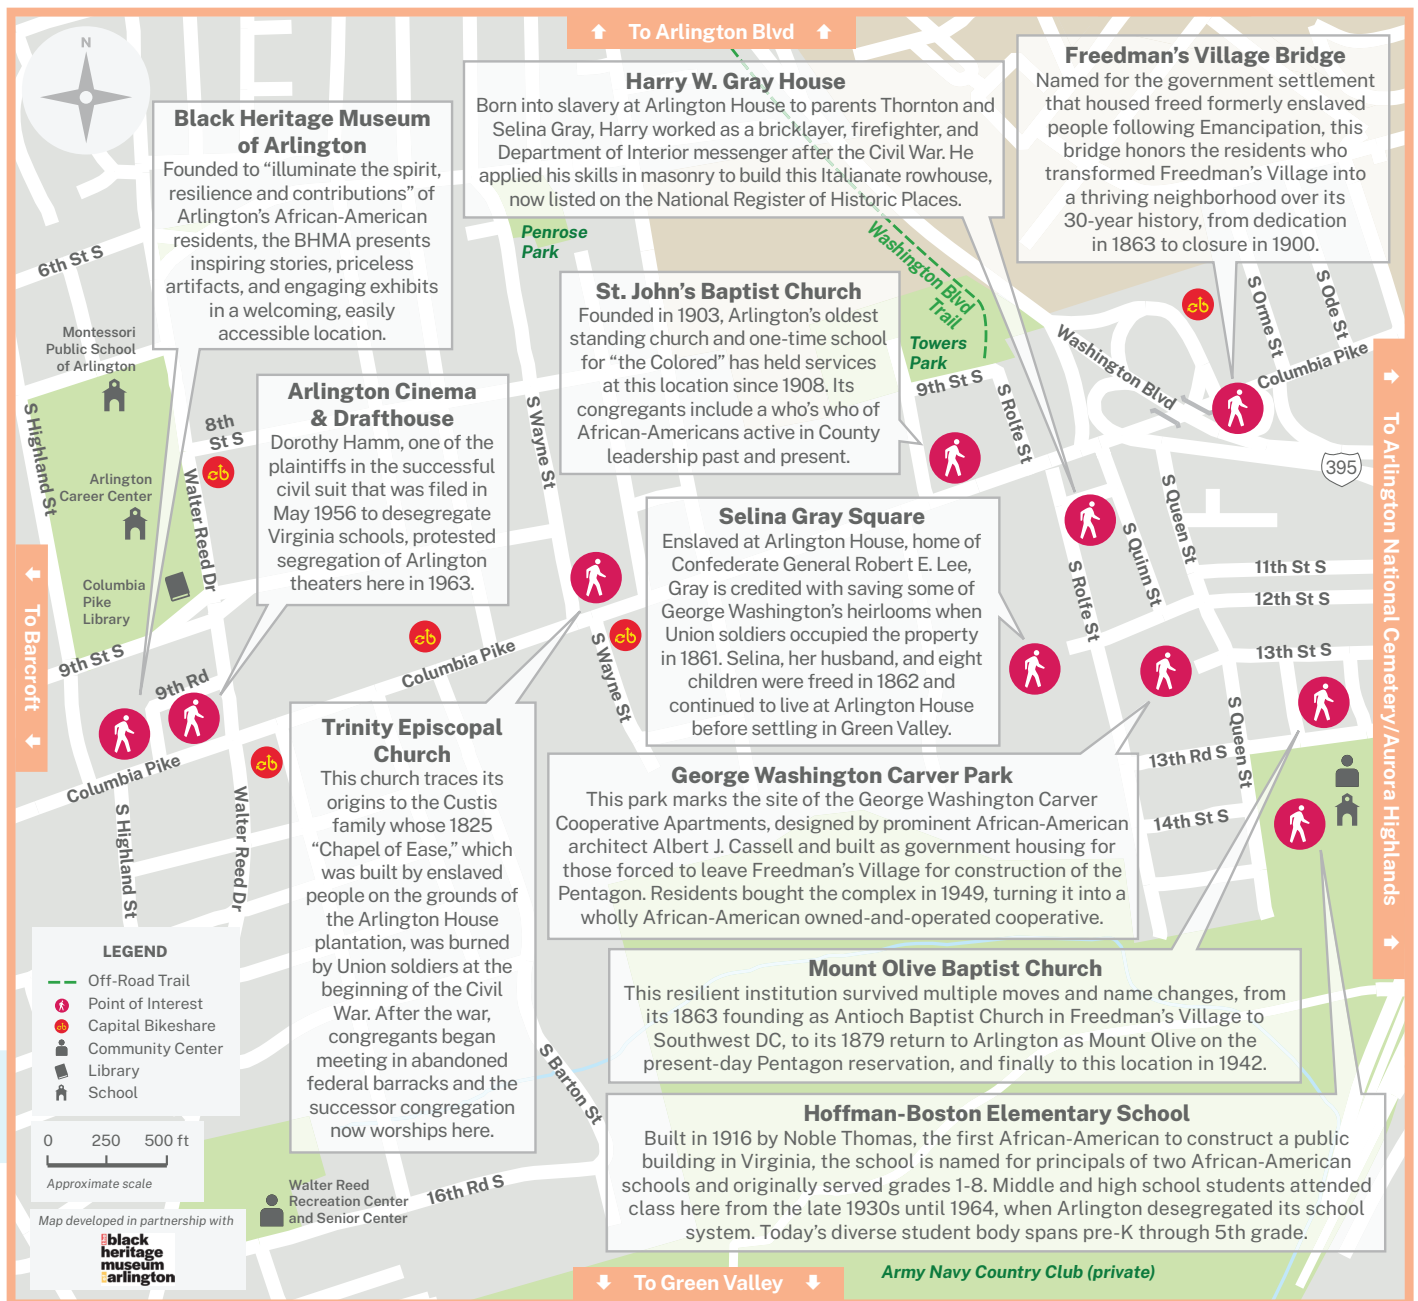 To Arlington Blvd
N
Black Heritage Museum
of Arlington
Founded to “illuminate the spirit,
resilience and contributions” of
Arlington’s African-American
residents, the BHMA presents
inspiring stories, priceless
artifacts, and engaging exhibits
in a welcoming, easily
accessible location.
Harry W. Gray House
Born into slavery at Arlington House to parents Thornton and
Selina Gray, Harry worked as a bricklayer, firefighter, and
Department of Interior messenger after the Civil War. He
applied his skills in masonry to build this Italianate rowhouse,
now listed on the National Register of Historic Places.
Freedman’s Village Bridge
Named for the government settlement
that housed freed formerly enslaved
people following Emancipation, this
bridge honors the residents who
transformed Freedman’s Village into
a thriving neighborhood over its
30-year history, from dedication
in 1863 to closure in 1900.
6th St S
Penrose
Park
Washington Blvd
Trail
Towers
Park
St. John’s Baptist Church
Founded in 1903, Arlington’s oldest
standing church and one-time school
for “the Colored” has held services
at this location since 1908. Its
congregants include a who’s who of
African-Americans active in County
leadership past and present.
Montessori
Public School
of Arlington
Washington Blvd
S Orme St
S Ode St
Columbia Pike
9th St S
S Rolfe St
Arlington Cinema
& Drafthouse
Dorothy Hamm, one of the
plaintiffs in the successful
civil suit that was filed in
May 1956 to desegregate
Virginia schools, protested
segregation of Arlington
theaters here in 1963.
S Highland St
8th
St S
S Wayne St
Arlington
Career Center
Walter Reed Dr
395
To Arlington National Cemetery/Aurora Highlands
Selina Gray Square
Enslaved at Arlington House, home of
Confederate General Robert E. Lee,
Gray is credited with saving some of
George Washington’s heirlooms when
Union soldiers occupied the property
in 1861. Selina, her husband, and eight
children were freed in 1862 and
continued to live at Arlington House
before settling in Green Valley.
S Queen St
S Quinn St
S Rolfe St
11th St S
12th St S
13th St S
Columbia
Pike
Library
To Barcroft
9th St S
9th Rd
Columbia Pike
S Wayne St
Columbia Pike
S Highland St
Walter Reed Dr
Trinity Episcopal
Church
This church traces its
origins to the Custis
family whose 1825
“Chapel of Ease,” which
was built by enslaved
people on the grounds of
the Arlington House
plantation, was burned
by Union soldiers at the
beginning of the Civil
War. After the war,
congregants began
meeting in abandoned
federal barracks and the
successor congregation
now worships here.
George Washington Carver Park
This park marks the site of the George Washington Carver
Cooperative Apartments, designed by prominent African-American
architect Albert J. Cassell and built as government housing for
those forced to leave Freedman’s Village for construction of the
Pentagon. Residents bought the complex in 1949, turning it into a
wholly African-American owned-and-operated cooperative.
S Queen St
13th Rd S
14th St S
Mount Olive Baptist Church
This resilient institution survived multiple moves and name changes, from
its 1863 founding as Antioch Baptist Church in Freedman’s Village to
Southwest DC, to its 1879 return to Arlington as Mount Olive on the
present-day Pentagon reservation, and finally to this location in 1942.
Hoffman-Boston Elementary School
Built in 1916 by Noble Thomas, the first African-American to construct a public
building in Virginia, the school is named for principals of two African-American
schools and originally served grades 1-8. Middle and high school students attended
class here from the late 1930s until 1964, when Arlington desegregated its school
system. Today’s diverse student body spans pre-K through 5th grade.
LEGEND
Off-Road Trail
Point of Interest
Capital Bikeshare
Community Center
Library
School
0 250 500 ft
Approximate scale
Map developed in partnership with
black
heritage
museum
arlington
S Barton St
Walter Reed
Recreation Center
and Senior Center
16th Rd S
Army Navy Country Club (private)
To Green Valley